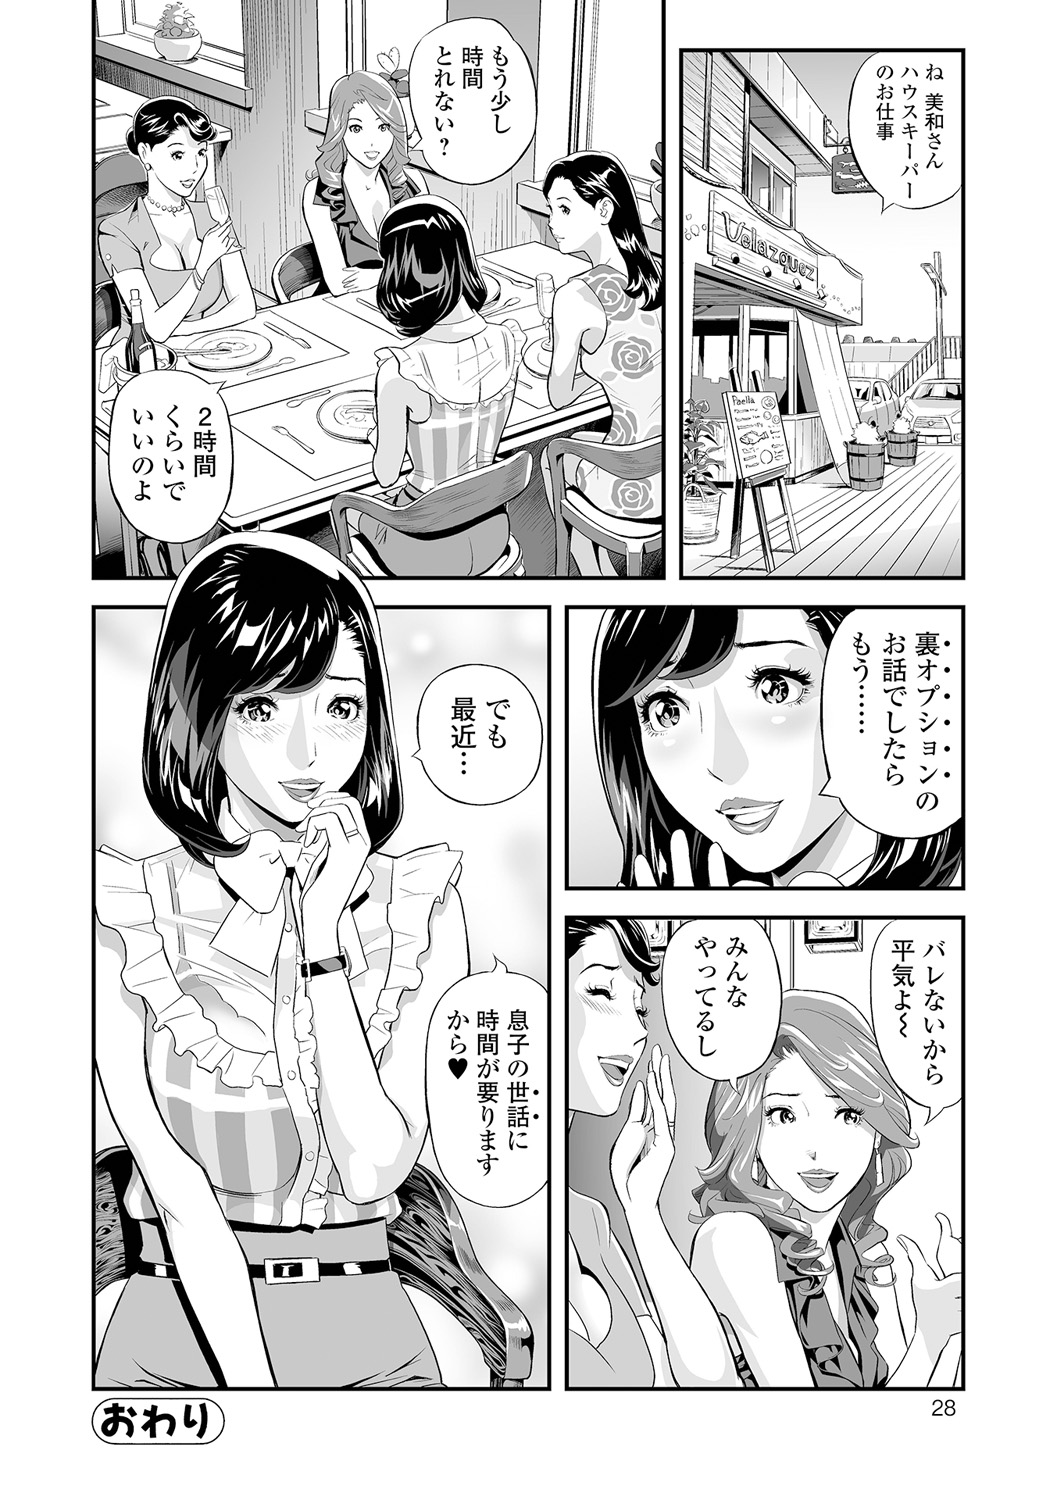 ね 美和さん
ハウスキーパー
のお仕事
Velazquez
Paella
もう少し
時間
とれない?
2時間
くらいで
いいのよ
裏オプションの
お話でしたら
もう………
バレないから
平気よ〜
みんな
やってるし
でも
最近…
息子の世話に
時間が要ります
から♥
おわり
28